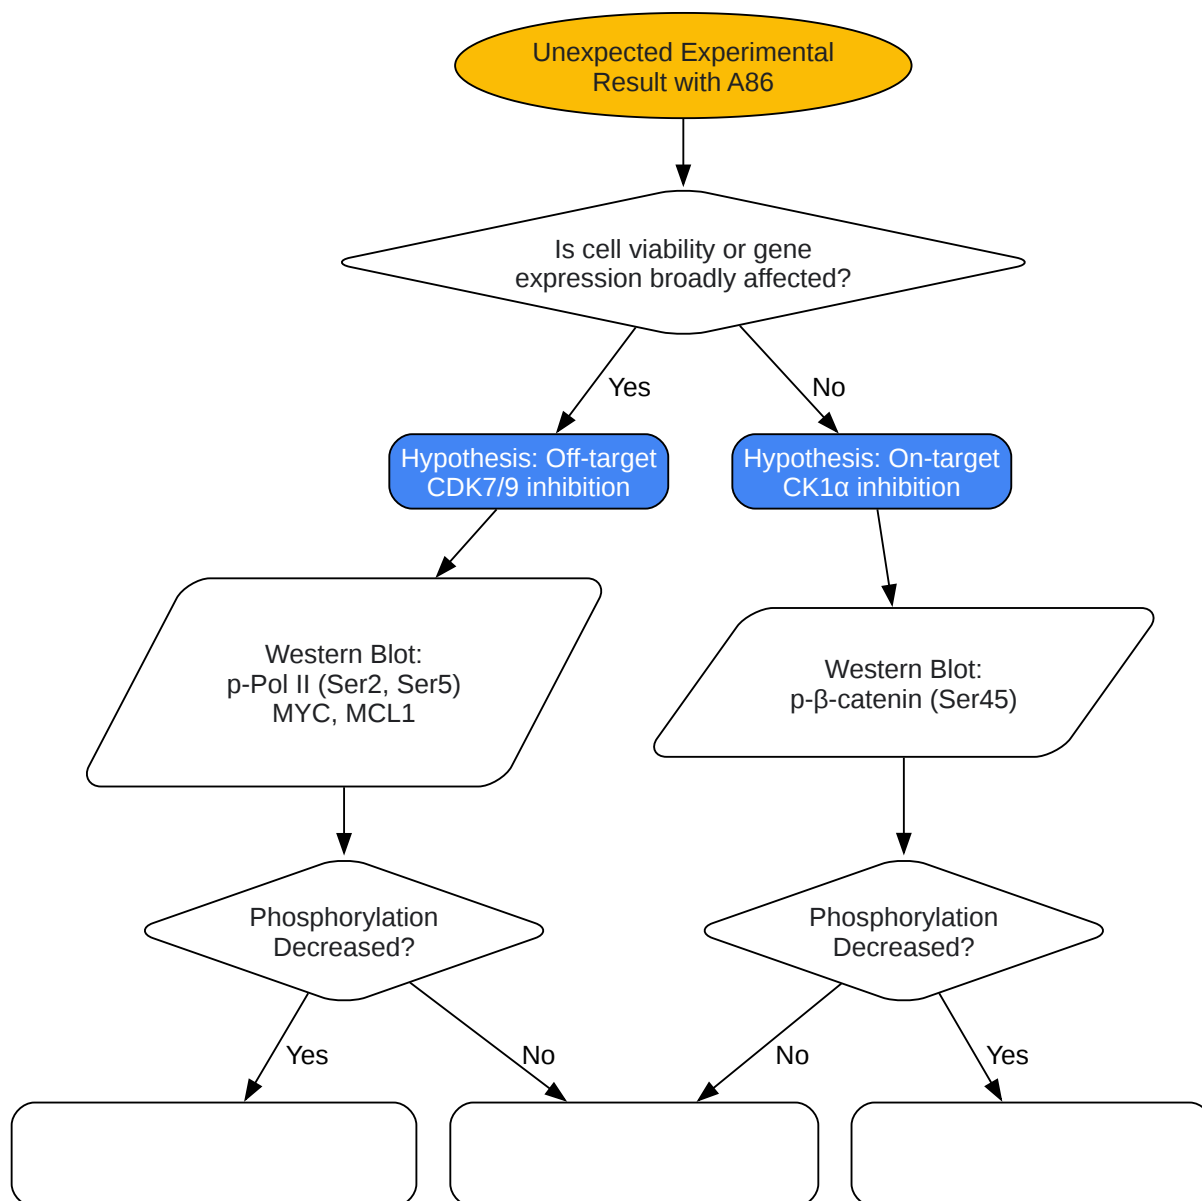 Unexpected Experimental
Result with A86
Is cell viability or gene
expression broadly affected?
Yes
No
Hypothesis: Off-target
CDK7/9 inhibition
Hypothesis: On-target
CK1α inhibition
Western Blot:
p-Pol II (Ser2, Ser5)
MYC, MCL1
Western Blot:
p-β-catenin (Ser45)
Phosphorylation
Decreased?
Phosphorylation
Decreased?
Yes
No
No
Yes